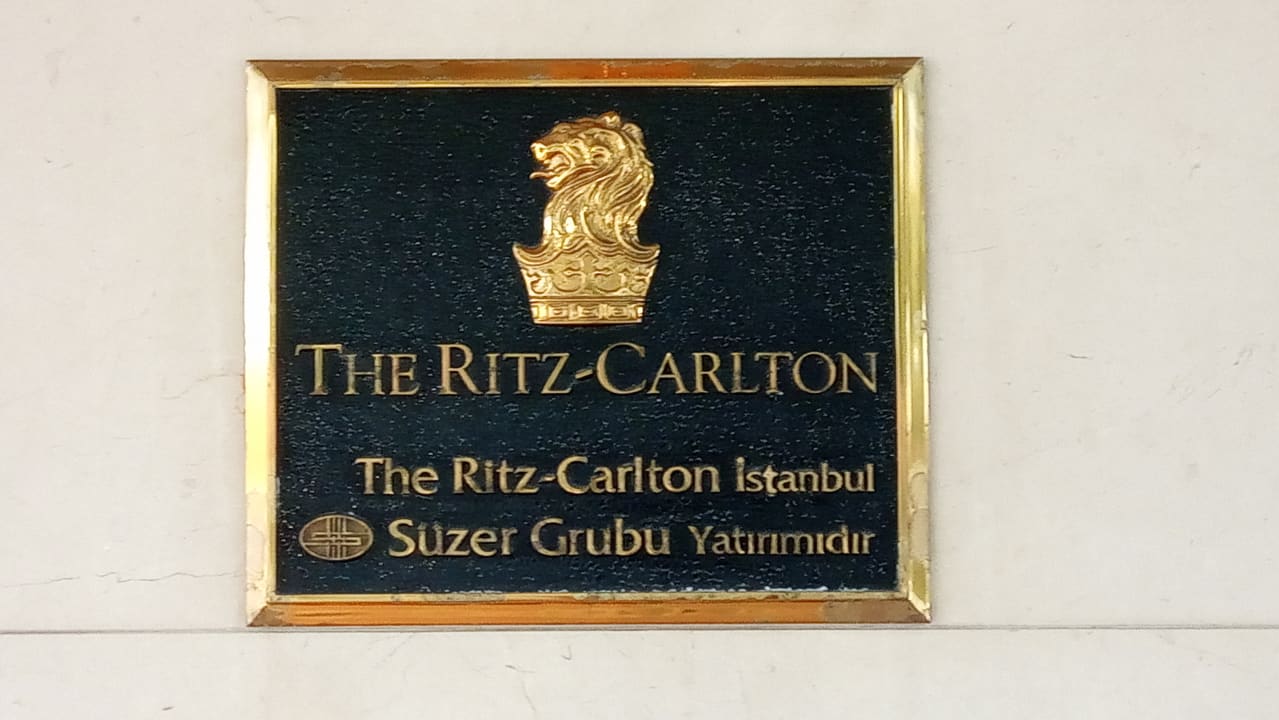 THE RITZ-CARLTON
The Ritz-Carlton İstanbul
Süzer Grubu Yatırımıdır